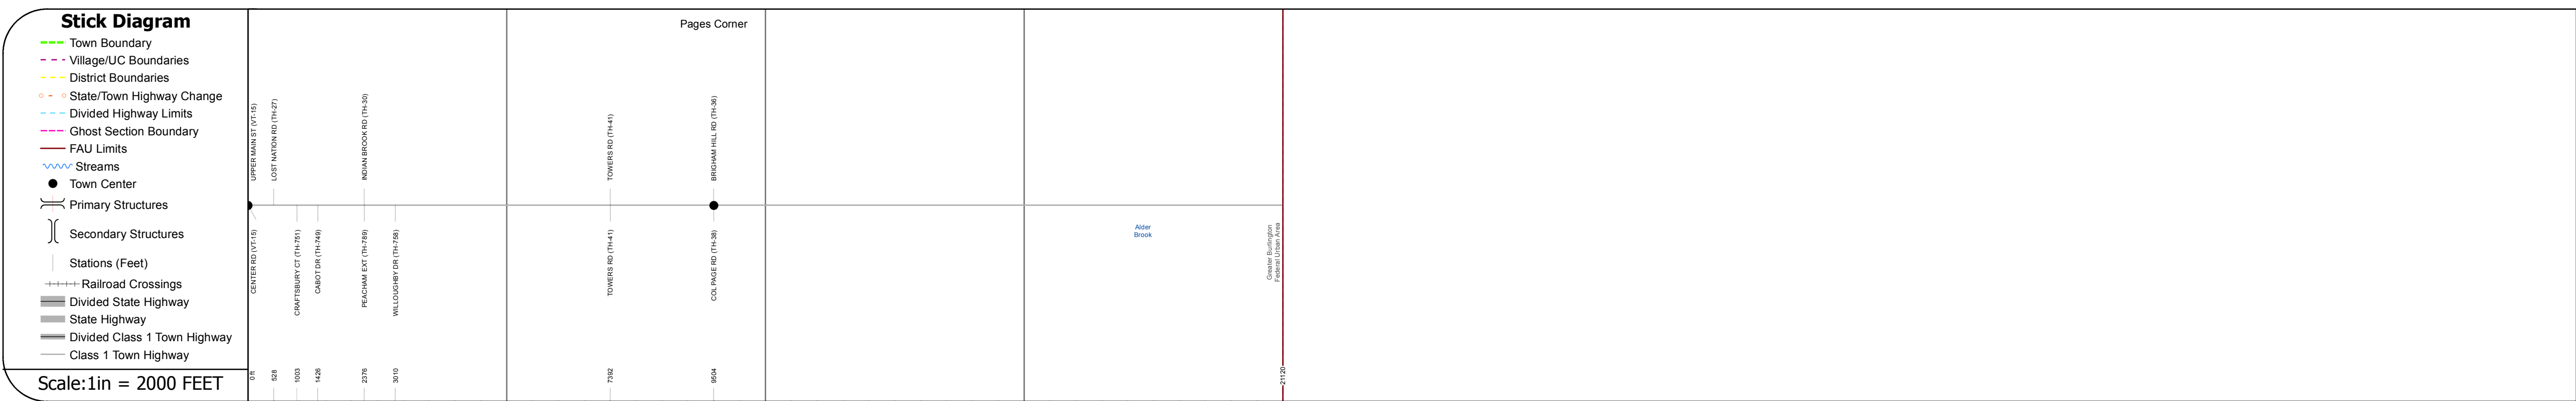 Stick Diagram
Town Boundary
Village/UC Boundaries
District Boundaries
State/Town Highway Change
Divided Highway Limits
Ghost Section Boundary
FAU Limits
Streams
Town Center
Primary Structures
Secondary Structures
Stations (Feet)
Railroad Crossings
Divided State Highway
State Highway
Divided Class 1 Town Highway
Class 1 Town Highway
Scale:1in = 2000 FEET
Pages Corner
UPPER MAIN ST (VT-15)
LOST NATION RD (TH-27)
INDIAN BROOK RD (TH-30)
TOWERS RD (TH-41)
BRIGHAM HILL RD (TH-36)
CENTER RD (VT-15)
CRAFTSBURY CT (TH-751)
CABOT DR (TH-749)
PEACHAM EXT (TH-789)
WILLOUGHBY DR (TH-758)
TOWERS RD (TH-41)
COL PAGE RD (TH-38)
Alder
Brook
Greater Burlington
Federal Urban Area
0 ft
528
1003
1426
2376
3010
7392
9504
21120